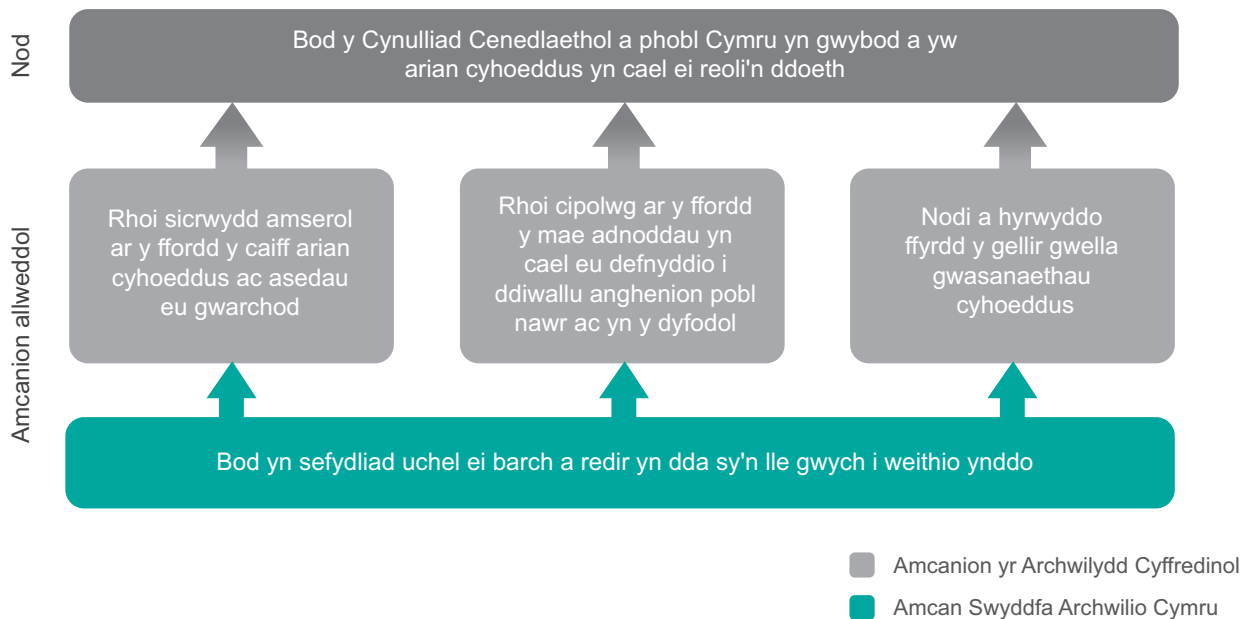 Nod
Bod y Cynulliad Cenedlaethol a phobl Cymru yn gwybod a yw
arian cyhoeddus yn cael ei reoli'n ddoeth
Amcanion allweddol
Rhoi sicrwydd amserol
ar y ffordd y caiff arian
cyhoeddus ac asedau
eu gwarchod
Rhoi cipolwg ar y ffordd
y mae adnoddau yn
cael eu defnyddio i
ddiwallu anghenion pobl
nawr ac yn y dyfodol
Nodi a hyrwyddo
ffyrdd y gellir gwella
gwasanaethau
cyhoeddus
Bod yn sefydliad uchel ei barch a redir yn dda sy'n lle gwych i weithio ynddo
Amcanion yr Archwilydd Cyffredinol
Amcan Swyddfa Archwilio Cymru